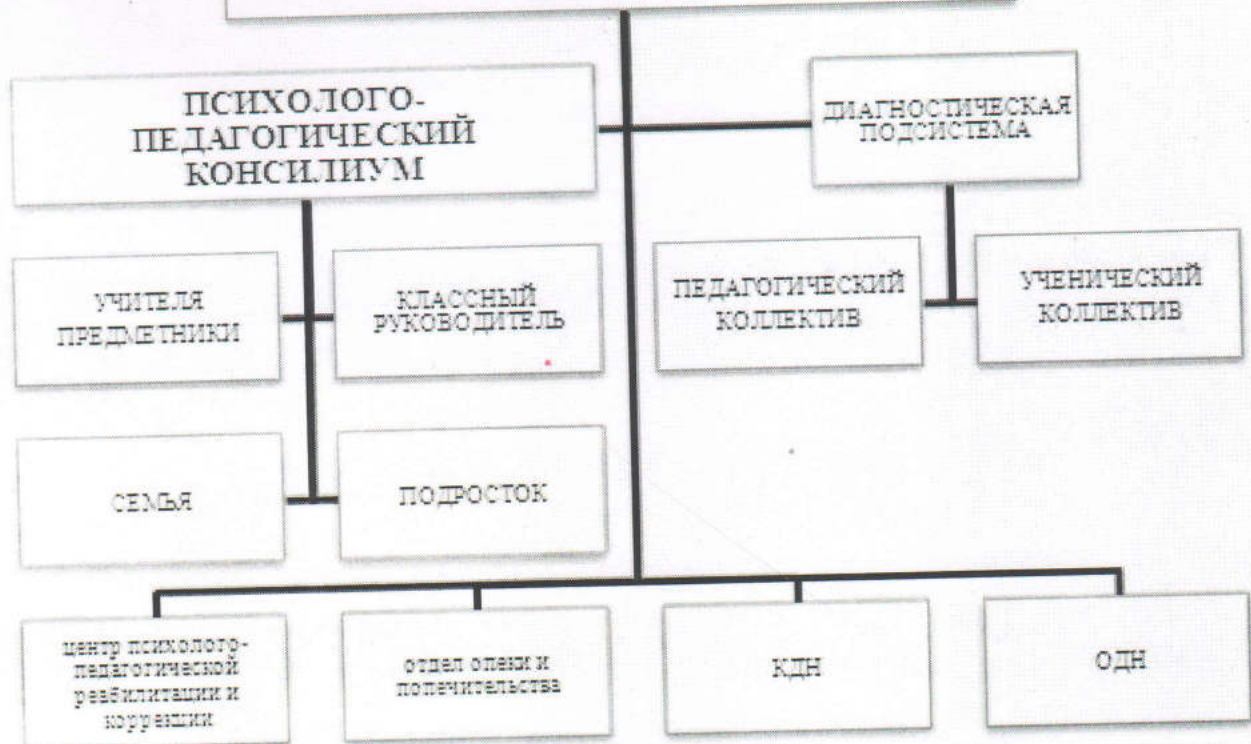 ПСИХОЛОГО-
ПЕДАГОГИЧЕСКИЙ
КОНСИЛИУМ
ДИАГНОСТИЧЕСКАЯ
ПОДСИСТЕМА
УЧИТЕЛЯ
ПРЕДМЕТНИКИ
КЛАССНЫЙ
РУКОВОДИТЕЛЬ
ПЕДАГОГИЧЕСКИЙ
КОЛЛЕКТИВ
УЧЕНИЧЕСКИЙ
КОЛЛЕКТИВ
СЕМЬЯ
ПОДРОСТОК
центр психолого-
педагогической
реабилитации и
коррекции
отдел опеки и
попечительства
КДН
ОДН